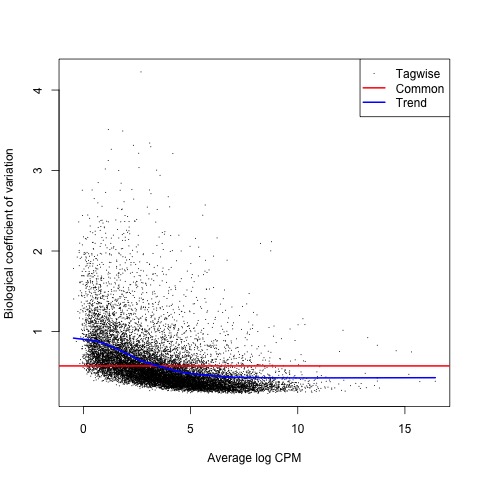 Tagwise
Common
Trend
4
3
2
1
Biological coefficient of variation
0 5 10 15
Average log CPM